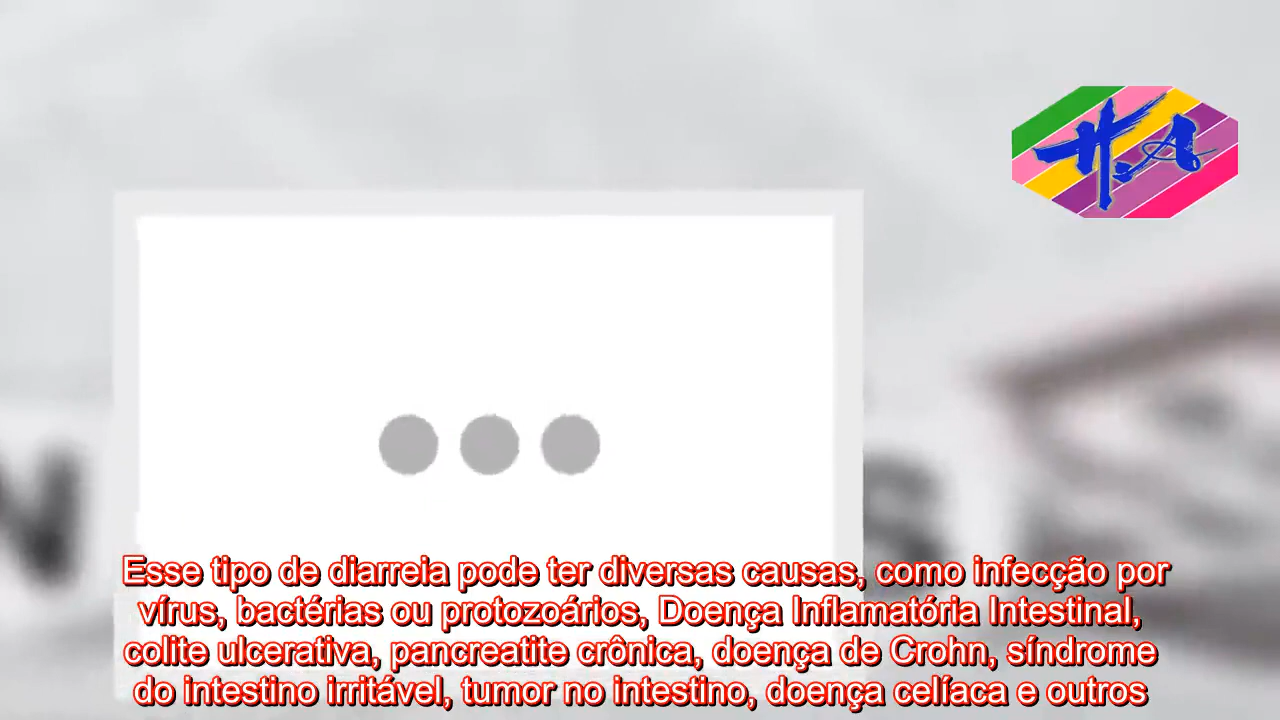 H.A
Esse tipo de diarreia pode ter diversas causas, como infecção por
vírus, bactérias ou protozoários, Doença Inflamatória Intestinal,
colite ulcerativa, pancreatite crônica, doença de Crohn, síndrome
do intestino irritável, tumor no intestino, doença celíaca e outros